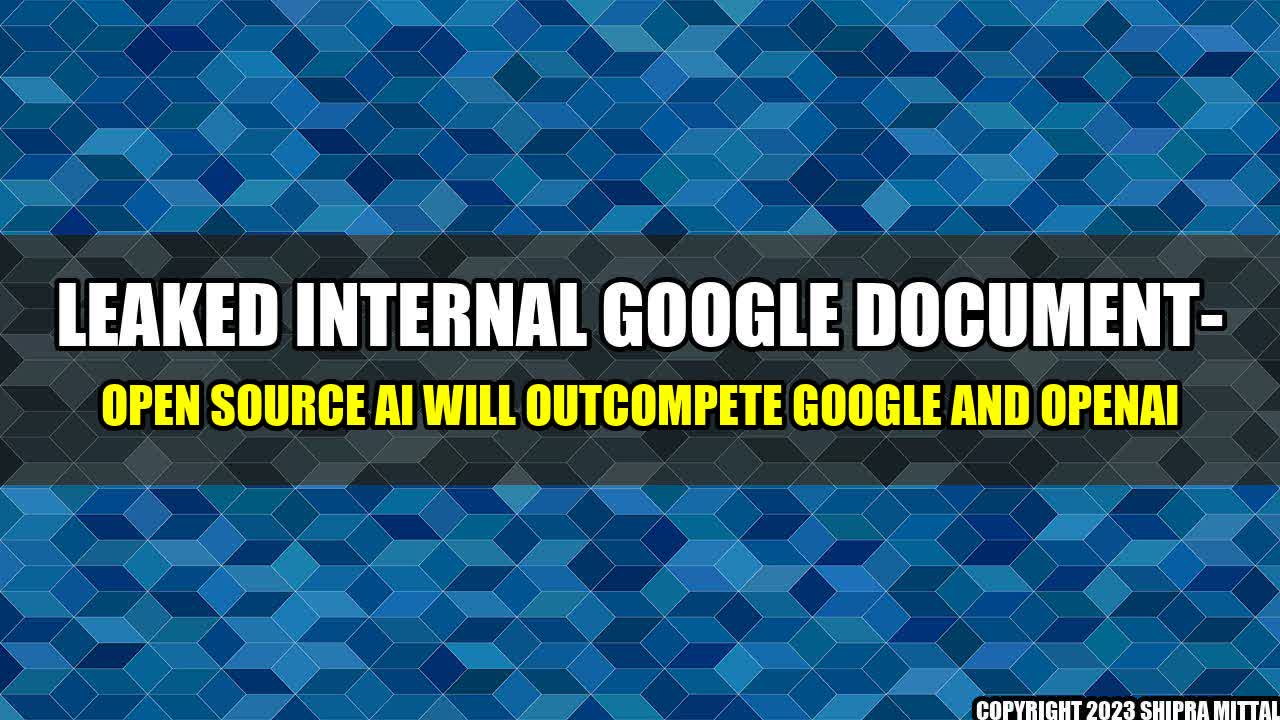 LEAKED INTERNAL GOOGLE DOCUMENT-
OPEN SOURCE AI WILL OUTCOMPETE GOOGLE AND OPENAI
COPYRIGHT 2023 SHIPRA MITTAL